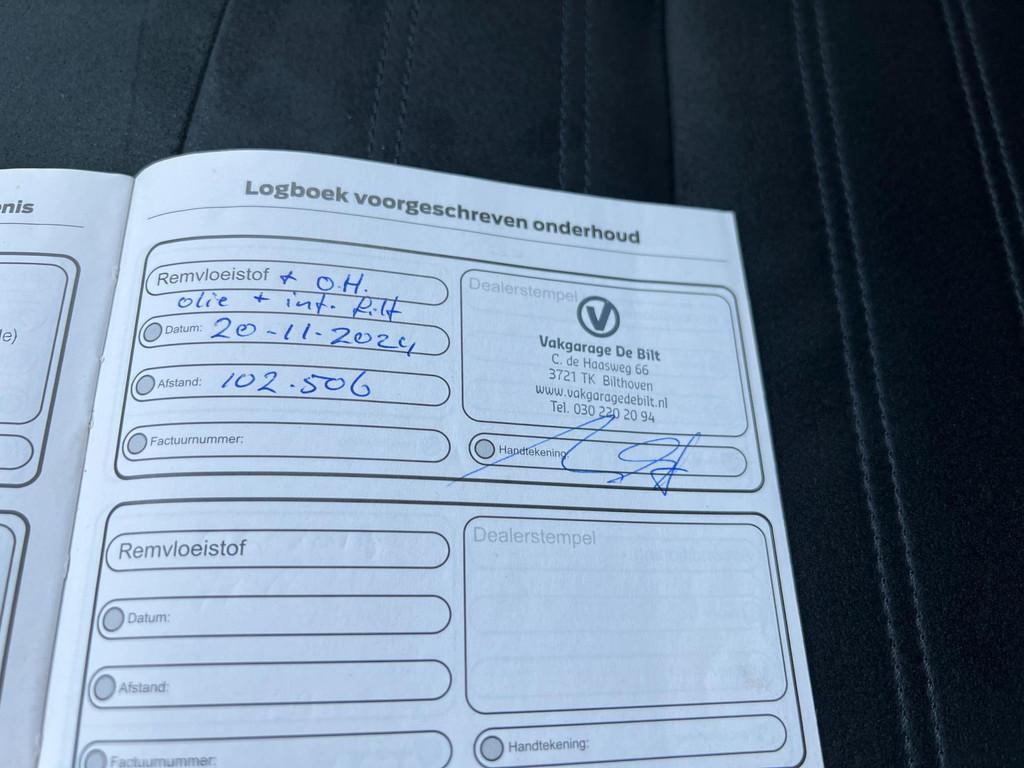 nis
e)
Logboek voorgeschreven onderhoud
Remvloeistof + O.H.
olie + int. filt
Datum: 20-11-2024
Afstand: 102.506
Factuurnummer:
Dealerstempel
V
Vakgarage De Bilt
C. de Haasweg 66
3721 TK Bilthoven
www.vakgaragedebilt.nl
Tel. 030 220 20 94
Handtekening:
Remvloeistof
Datum:
Afstand:
Factuurnummer:
Dealerstempel
Handtekening: